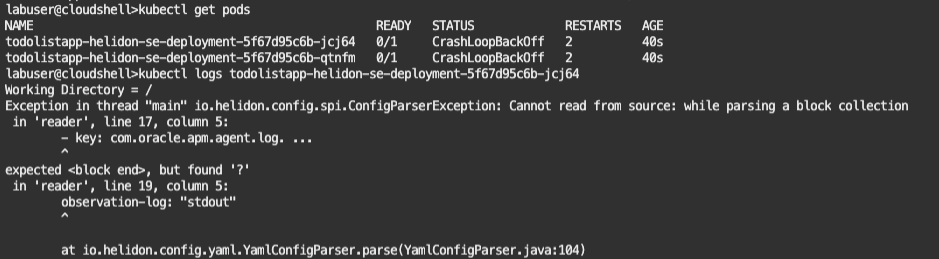 labuser@cloudshell>kubectl get pods
NAME READY STATUS RESTARTS AGE
todolistapp-helidon-se-deployment-5f67d95c6b-jcj64 0/1 CrashLoopBackOff 2 40s
todolistapp-helidon-se-deployment-5f67d95c6b-qtnfm 0/1 CrashLoopBackOff 2 40s
labuser@cloudshell>kubectl logs todolistapp-helidon-se-deployment-5f67d95c6b-jcj64
Working Directory = /
Exception in thread "main" io.helidon.config.spi.ConfigParserException: Cannot read from source: while parsing a block collection
in 'reader', line 17, column 5:
- key: com.oracle.apm.agent.log. ...
^
expected <block end>, but found '?'
in 'reader', line 19, column 5:
observation-log: "stdout"
^
at io.helidon.config.yaml.YamlConfigParser.parse(YamlConfigParser.java:104)